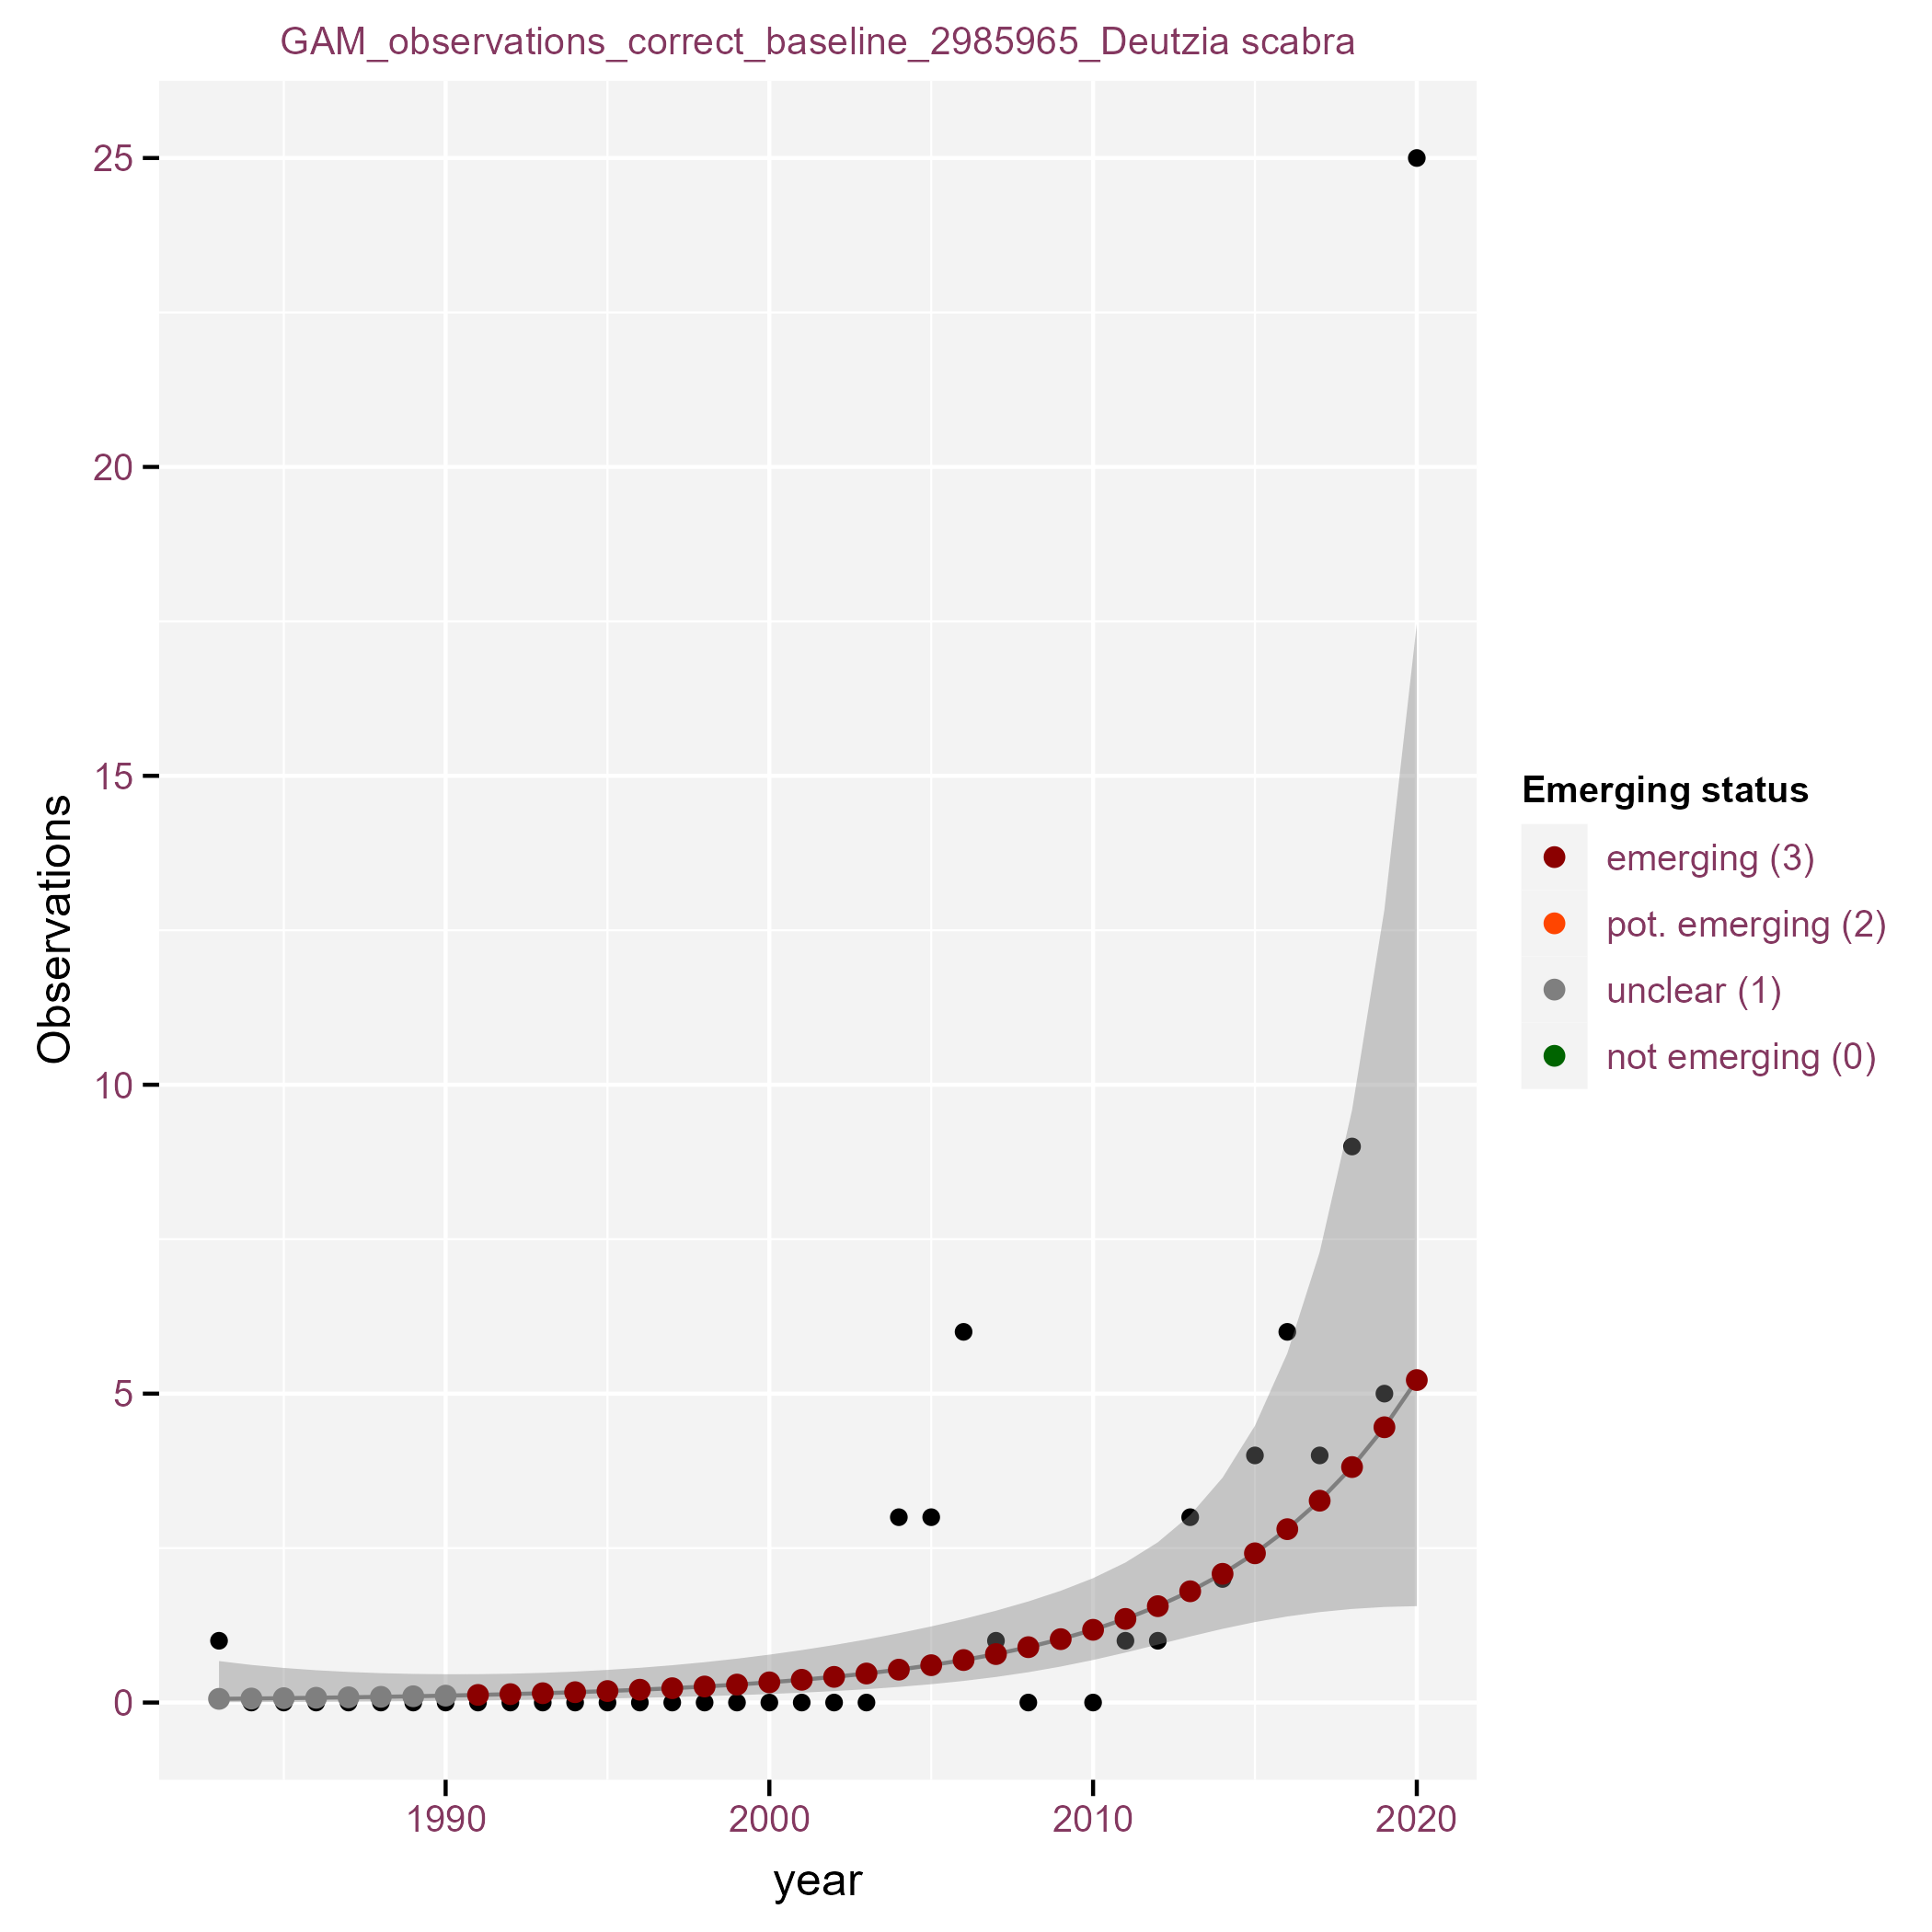 GAM_observations_correct_baseline_2985965_Deutzia scabra
25
20
15
10
5
0
Observations
1990
2000
2010
2020
year
Emerging status
emerging (3)
pot. emerging (2)
unclear (1)
not emerging (0)